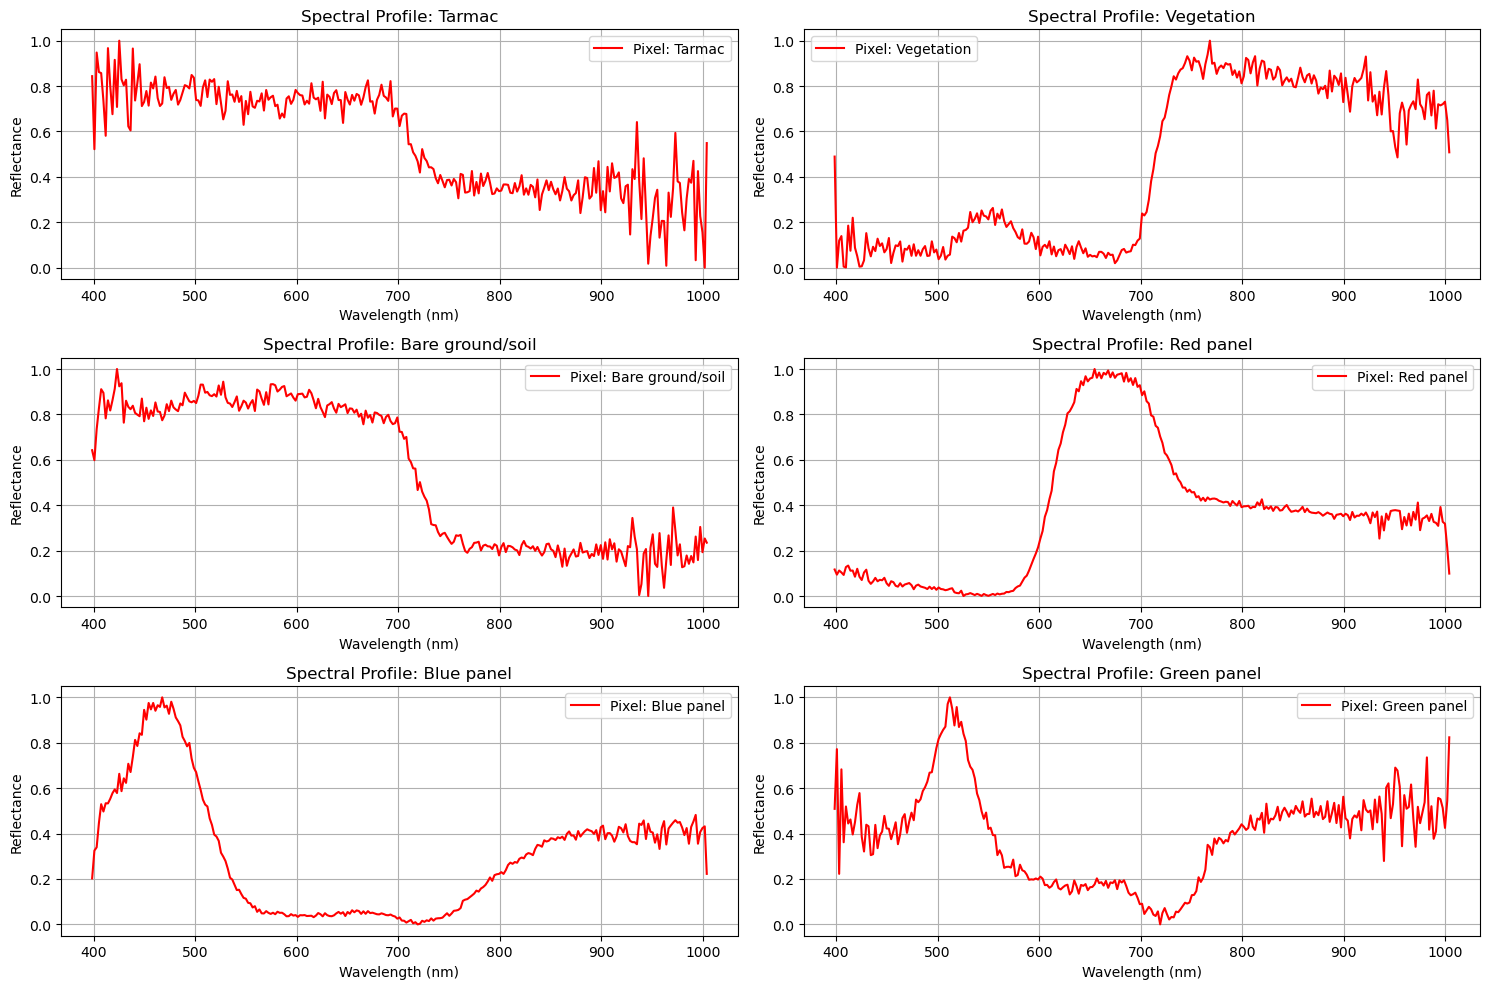 Spectral Profile: Tarmac
Pixel: Tarmac
1.0
0.8
0.6
0.4
0.2
0.0
Reflectance
400 500 600 700 800 900 1000
Wavelength (nm)
Spectral Profile: Vegetation
Pixel: Vegetation
1.0
0.8
0.6
0.4
0.2
0.0
Reflectance
400 500 600 700 800 900 1000
Wavelength (nm)
Spectral Profile: Bare ground/soil
Pixel: Bare ground/soil
1.0
0.8
0.6
0.4
0.2
0.0
Reflectance
400 500 600 700 800 900 1000
Wavelength (nm)
Spectral Profile: Red panel
Pixel: Red panel
1.0
0.8
0.6
0.4
0.2
0.0
Reflectance
400 500 600 700 800 900 1000
Wavelength (nm)
Spectral Profile: Blue panel
Pixel: Blue panel
1.0
0.8
0.6
0.4
0.2
0.0
Reflectance
400 500 600 700 800 900 1000
Wavelength (nm)
Spectral Profile: Green panel
Pixel: Green panel
1.0
0.8
0.6
0.4
0.2
0.0
Reflectance
400 500 600 700 800 900 1000
Wavelength (nm)